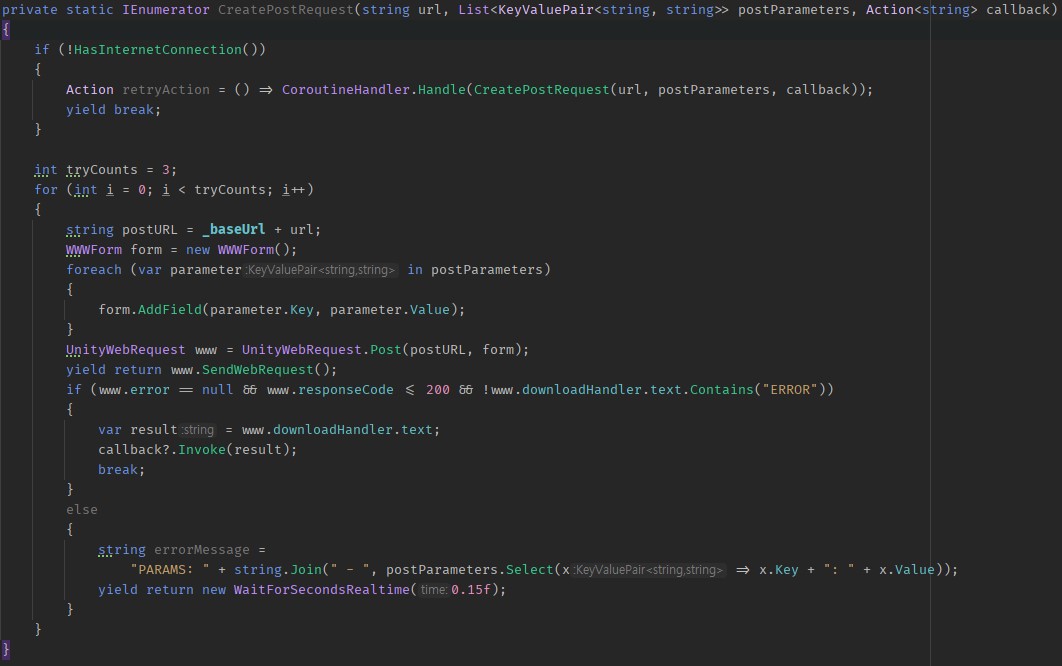 private static IEnumerator CreatePostRequest(string url, List<KeyValuePair<string, string>> postParameters, Action<string> callback)
{
    if (!HasInternetConnection())
    {
        Action retryAction = () => CoroutineHandler.Handle(CreatePostRequest(url, postParameters, callback));
        yield break;
    }

    int tryCounts = 3;
    for (int i = 0; i < tryCounts; i++)
    {
        string postURL = _baseUrl + url;
        WWWForm form = new WWWForm();
        foreach (var parameter :KeyValuePair<string,string> in postParameters)
        {
            form.AddField(parameter.Key, parameter.Value);
        }
        UnityWebRequest www = UnityWebRequest.Post(postURL, form);
        yield return www.SendWebRequest();
        if (www.error == null && www.responseCode <= 200 && !www.downloadHandler.text.Contains("ERROR"))
        {
            var result :string = www.downloadHandler.text;
            callback?.Invoke(result);
            break;
        }
        else
        {
            string errorMessage =
                "PARAMS: " + string.Join(" - ", postParameters.Select(x :KeyValuePair<string,string> => x.Key + ": " + x.Value));
            yield return new WaitForSecondsRealtime( time: 0.15f);
        }
    }
}